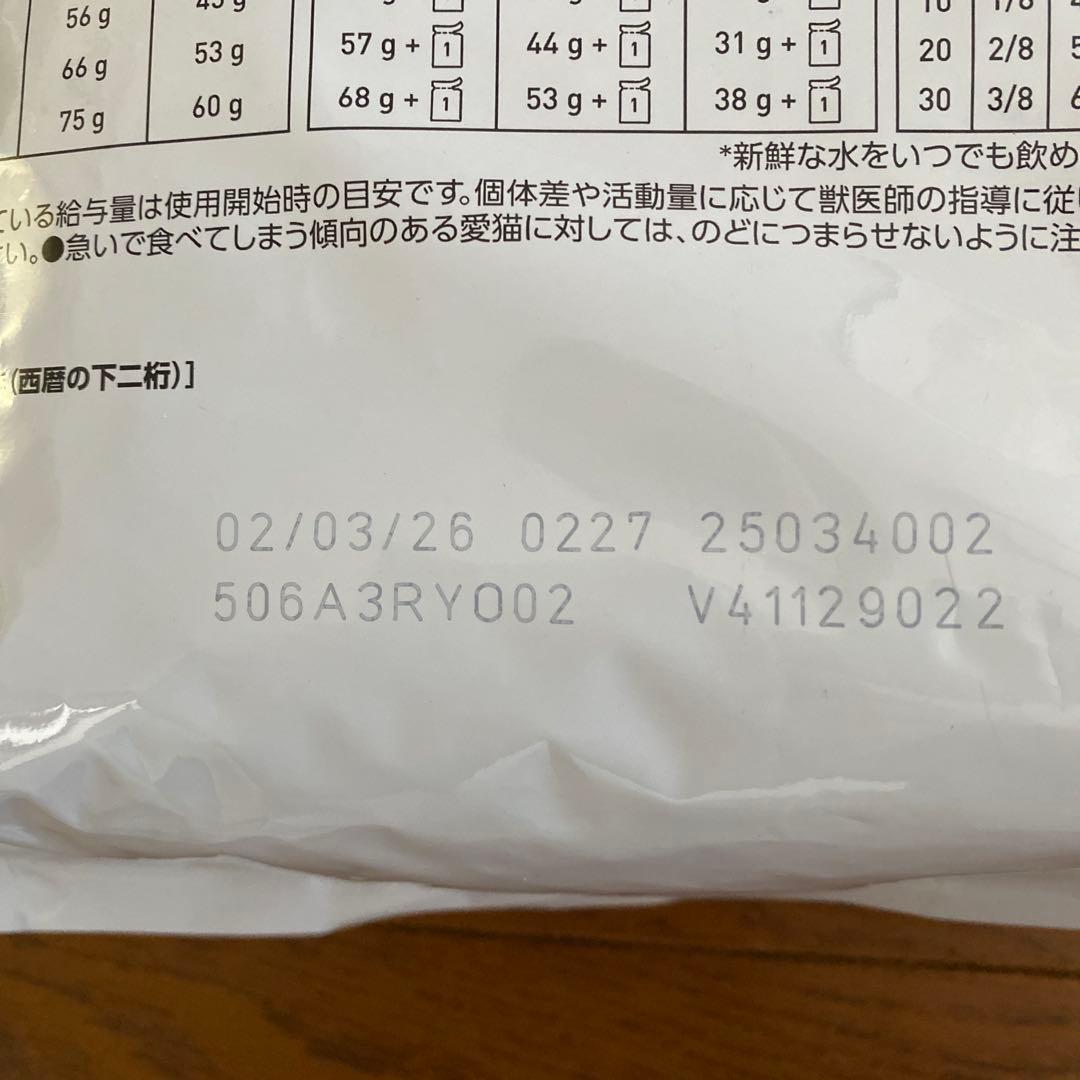 56 g 45 g
66 g 53 g 57 g + 1 44 g + 1 31 g + 1 20 2/8
75 g 60 g 68 g + 1 53 g + 1 38 g + 1 30 3/8
*新鮮な水をいつでも飲め
ている給与量は使用開始時の目安です。個体差や活動量に応じて獣医師の指導に従
い。●急いで食べてしまう傾向のある愛猫に対しては、のどにつまらせないように注
(西暦の下二桁)]
02/03/26 0227 25034002
506A3RY002 V41129022